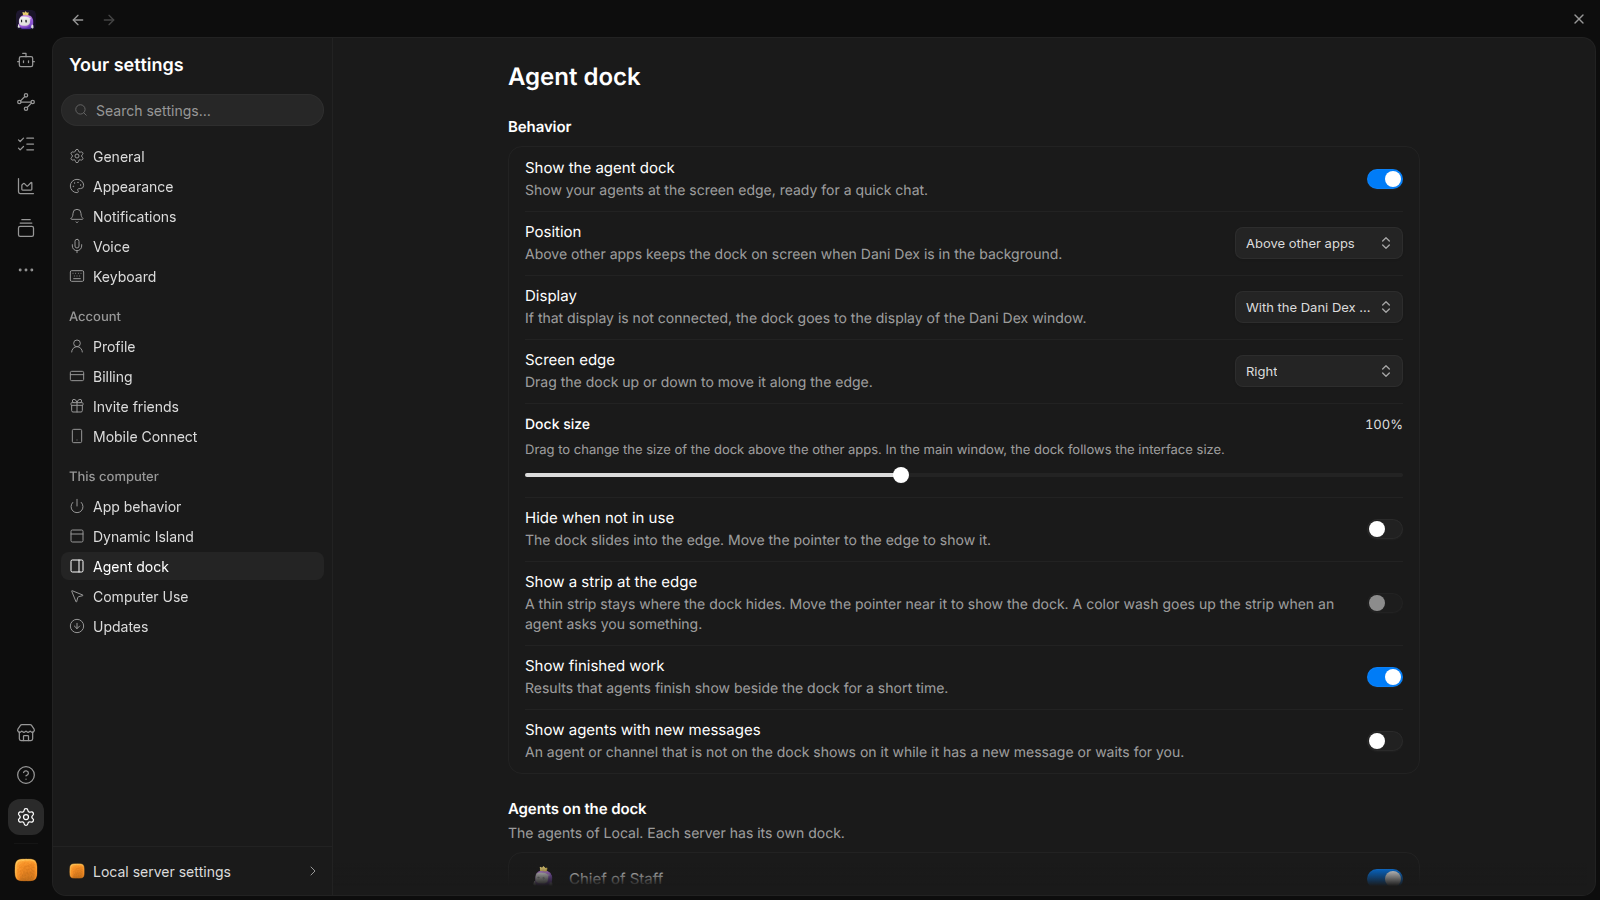 Your settings
Search settings...
General
Appearance
Notifications
Voice
Keyboard
Account
Profile
Billing
Invite friends
Mobile Connect
This computer
App behavior
Dynamic Island
Agent dock
Computer Use
Updates
Local server settings
Agent dock
Behavior
Show the agent dock
Show your agents at the screen edge, ready for a quick chat.
Position
Above other apps keeps the dock on screen when Dani Dex is in the background.
Above other apps
Display
If that display is not connected, the dock goes to the display of the Dani Dex window.
With the Dani Dex ...
Screen edge
Drag the dock up or down to move it along the edge.
Right
Dock size
100%
Drag to change the size of the dock above the other apps. In the main window, the dock follows the interface size.
Hide when not in use
The dock slides into the edge. Move the pointer to the edge to show it.
Show a strip at the edge
A thin strip stays where the dock hides. Move the pointer near it to show the dock. A color wash goes up the strip when an
agent asks you something.
Show finished work
Results that agents finish show beside the dock for a short time.
Show agents with new messages
An agent or channel that is not on the dock shows on it while it has a new message or waits for you.
Agents on the dock
The agents of Local. Each server has its own dock.
Chief of Staff